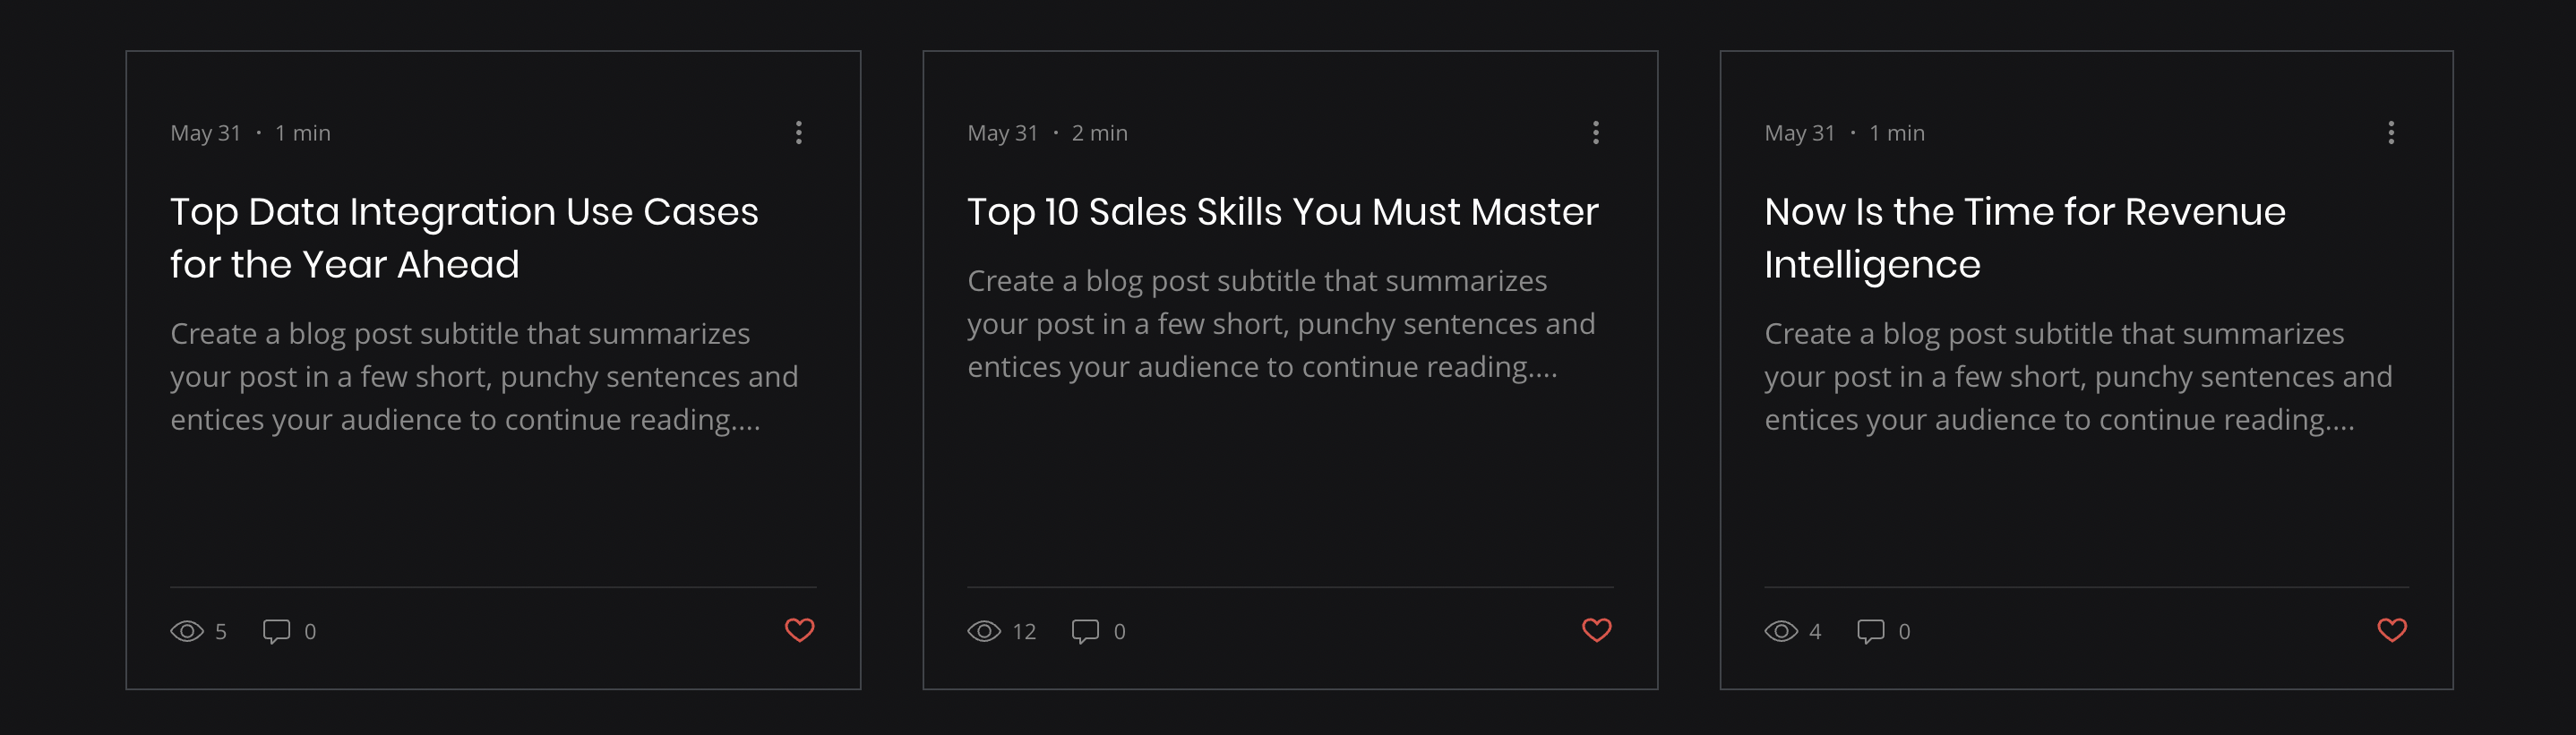 May 31 · 1 min
Top Data Integration Use Cases
for the Year Ahead
Create a blog post subtitle that summarizes
your post in a few short, punchy sentences and
entices your audience to continue reading....
5 0
May 31 · 2 min
Top 10 Sales Skills You Must Master
Create a blog post subtitle that summarizes
your post in a few short, punchy sentences and
entices your audience to continue reading....
12 0
May 31 · 1 min
Now Is the Time for Revenue
Intelligence
Create a blog post subtitle that summarizes
your post in a few short, punchy sentences and
entices your audience to continue reading....
4 0